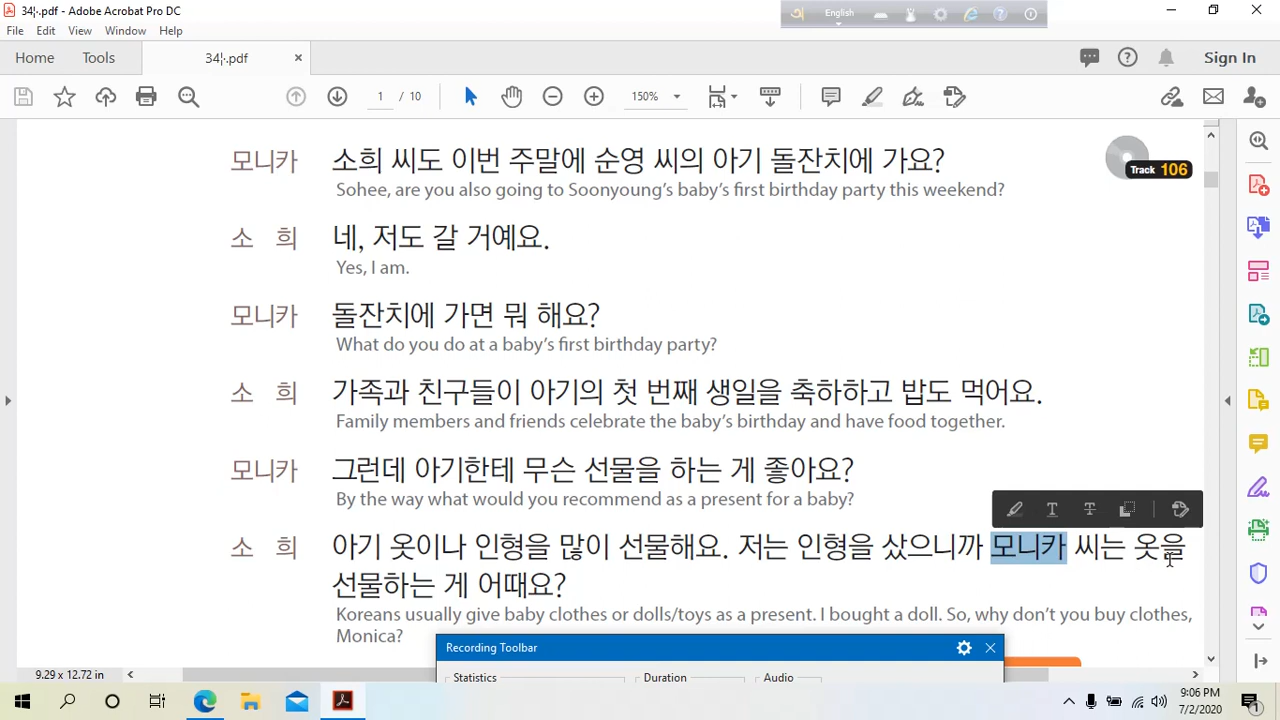 34¦·.pdf - Adobe Acrobat Pro DC
English
File Edit View Window Help
Home Tools 34¦·.pdf × Sign In
1 / 10 150%
모니카 소희 씨도 이번 주말에 순영 씨의 아기 돌잔치에 가요?
Track 106
Sohee, are you also going to Soonyoung's baby's first birthday party this weekend?
소 희 네, 저도 갈 거예요.
Yes, I am.
모니카 돌잔치에 가면 뭐 해요?
What do you do at a baby's first birthday party?
소 희 가족과 친구들이 아기의 첫 번째 생일을 축하하고 밥도 먹어요.
Family members and friends celebrate the baby's birthday and have food together.
모니카 그런데 아기한테 무슨 선물을 하는 게 좋아요?
By the way what would you recommend as a present for a baby?
소 희 아기 옷이나 인형을 많이 선물해요. 저는 인형을 샀으니까 모니카 씨는 옷을
선물하는 게 어때요?
Koreans usually give baby clothes or dolls/toys as a present. I bought a doll. So, why don't you buy clothes,
Monica?
Recording Toolbar
Statistics Duration Audio
9.29 x 12.72 in
9:06 PM
7/2/2020